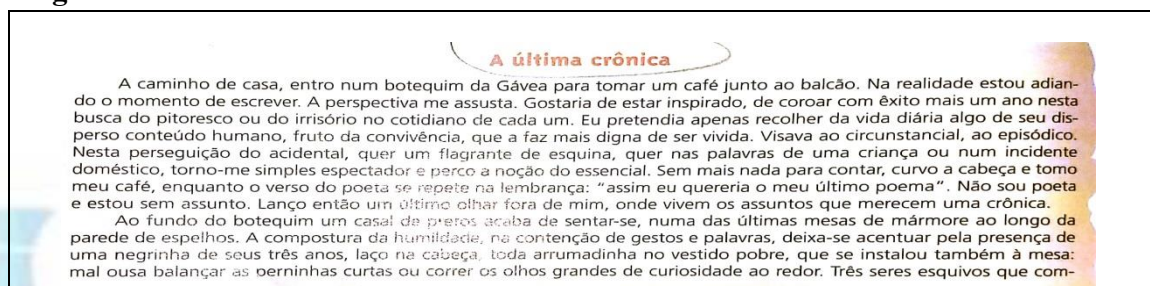 A última crônica
A caminho de casa, entro num botequim da Gávea para tomar um café junto ao balcão. Na realidade estou adian-
do o momento de escrever. A perspectiva me assusta. Gostaria de estar inspirado, de coroar com êxito mais um ano nesta
busca do pitoresco ou do irrisório no cotidiano de cada um. Eu pretendia apenas recolher da vida diária algo de seu dis-
perso conteúdo humano, fruto da convivência, que a faz mais digna de ser vivida. Visava ao circunstancial, ao episódico.
Nesta perseguição do acidental, quer um flagrante de esquina, quer nas palavras de uma criança ou num incidente
doméstico, torno-me simples espectador e perco a noção do essencial. Sem mais nada para contar, curvo a cabeça e tomo
meu café, enquanto o verso do poeta se repete na lembrança: "assim eu quereria o meu último poema". Não sou poeta
e estou sem assunto. Lanço então um último olhar fora de mim, onde vivem os assuntos que merecem uma crônica.
Ao fundo do botequim um casal de pretos acaba de sentar-se, numa das últimas mesas de mármore ao longo da
parede de espelhos. A compostura da humildade, na contenção de gestos e palavras, deixa-se acentuar pela presença de
uma negrinha de seus três anos, laço na cabeça, toda arrumadinha no vestido pobre, que se instalou também à mesa:
mal ousa balançar as perninhas curtas ou correr os olhos grandes de curiosidade ao redor. Três seres esquivos que com-